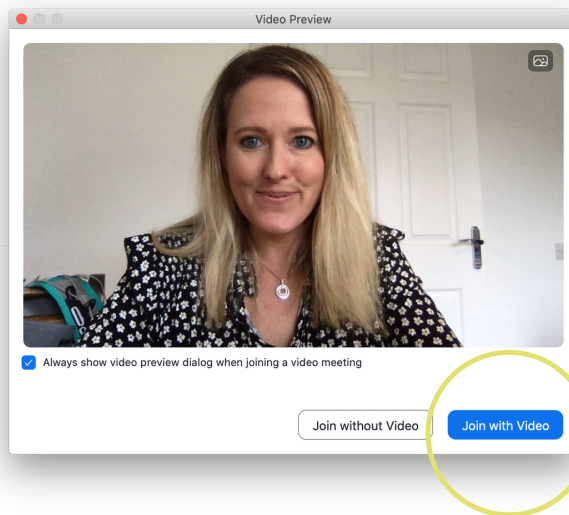 Video Preview
Always show video preview dialog when joining a video meeting
Join without Video
Join with Video